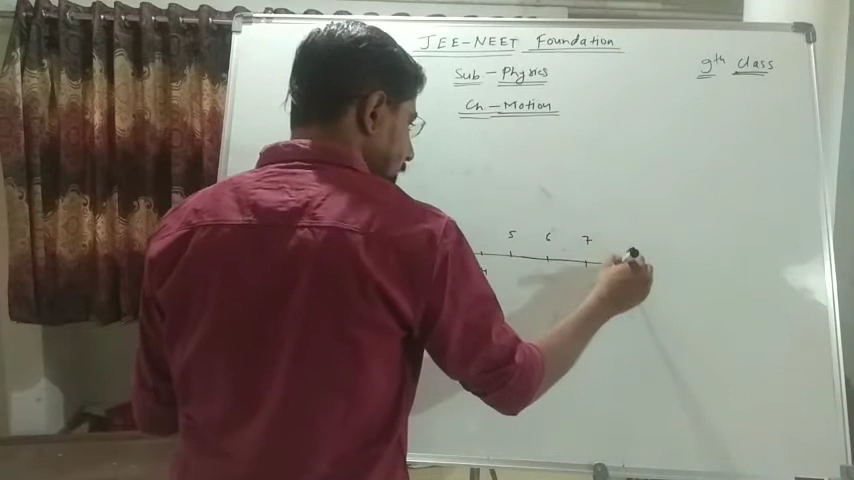 JEE-NEET Foundation
9th class
Sub - Physics
Ch - Motion
5 6 7